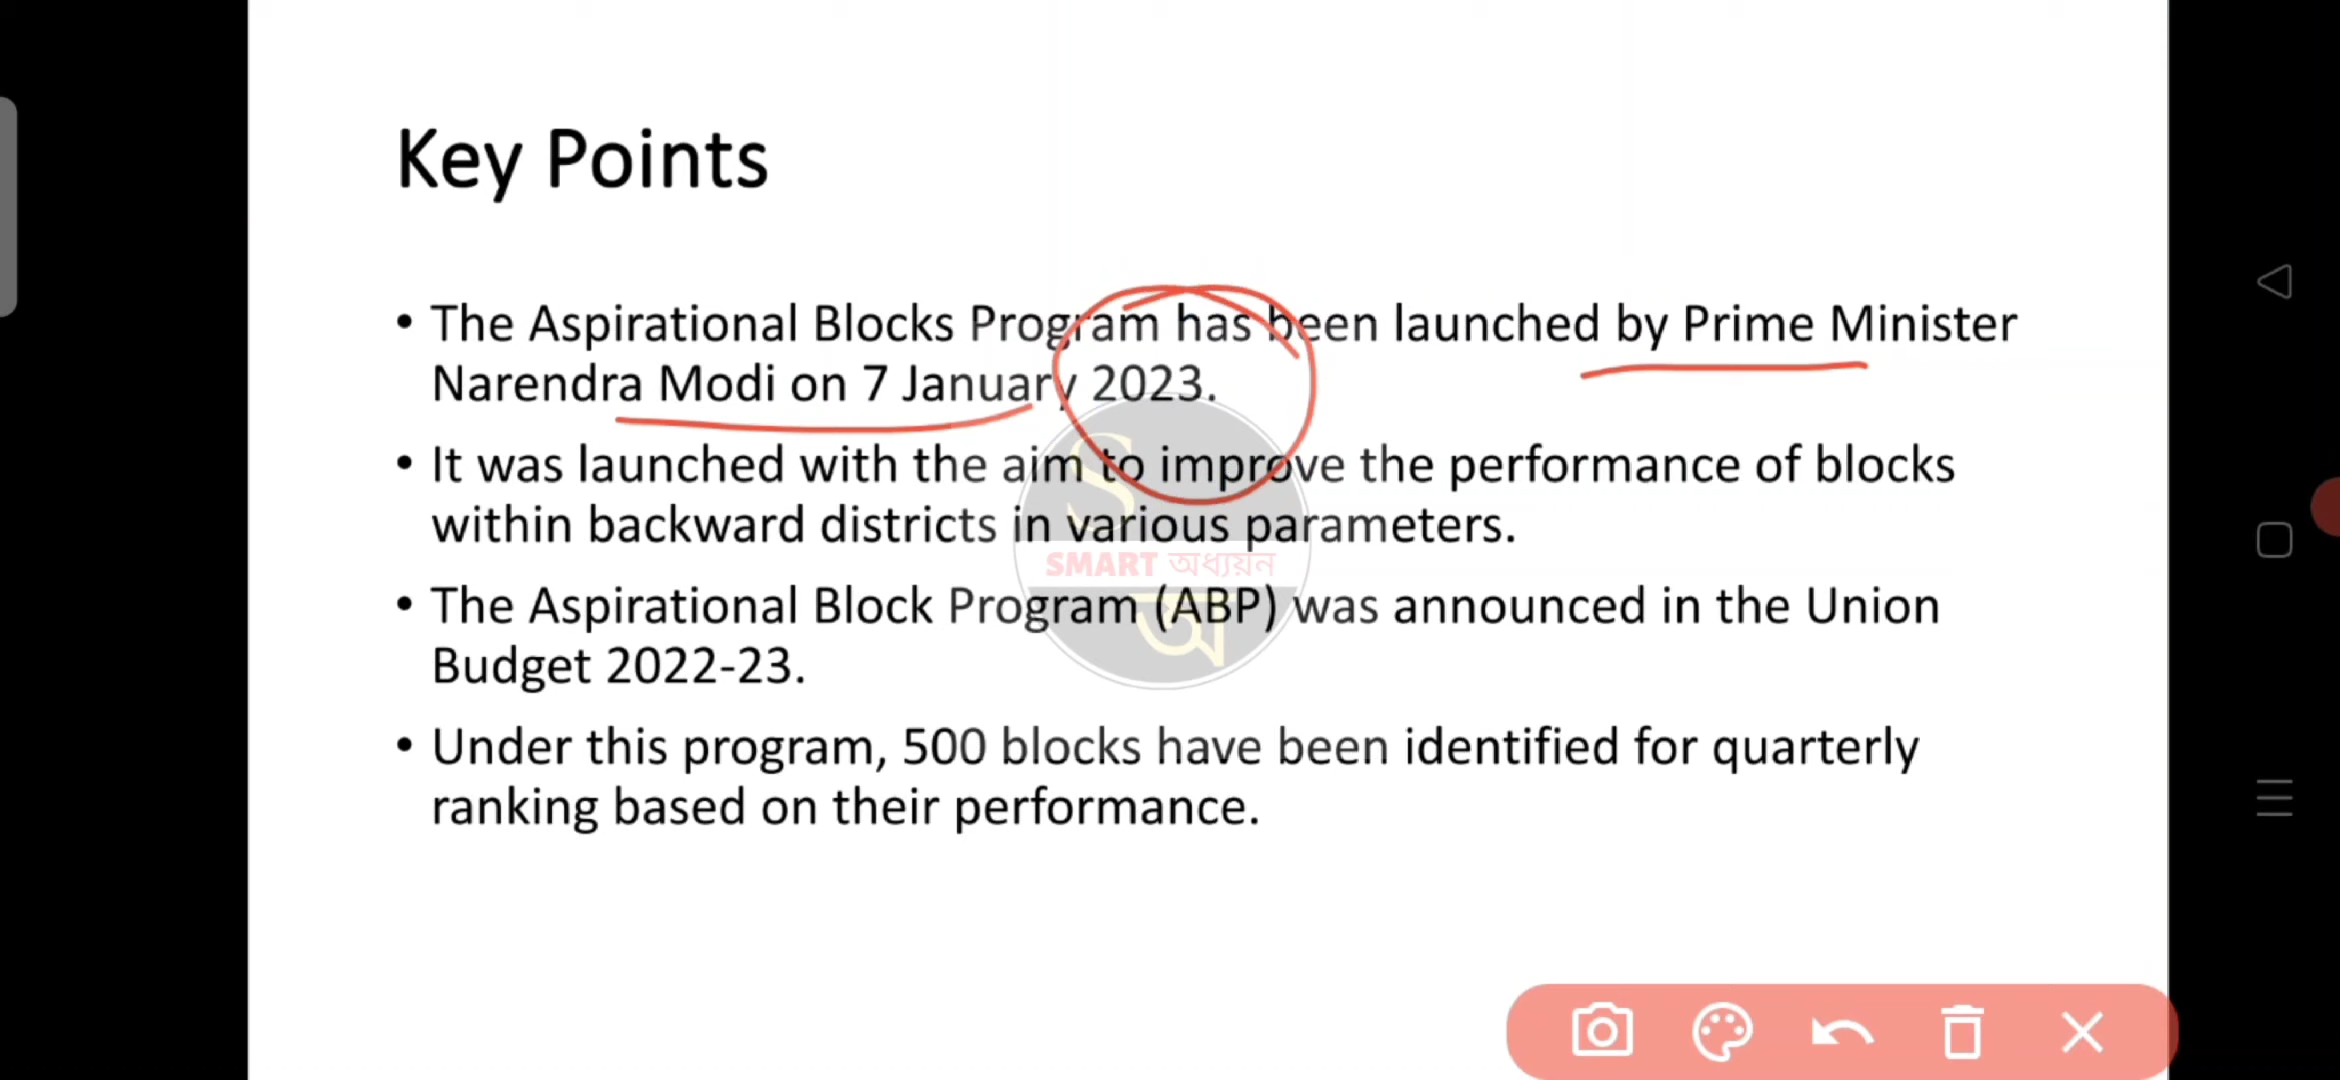 Key Points
• The Aspirational Blocks Program has been launched by Prime Minister
Narendra Modi on 7 January 2023.
• It was launched with the aim to improve the performance of blocks
within backward districts in various parameters.
SMART অধ্যয়ন
• The Aspirational Block Program (ABP) was announced in the Union
Budget 2022-23.
• Under this program, 500 blocks have been identified for quarterly
ranking based on their performance.
S
অ